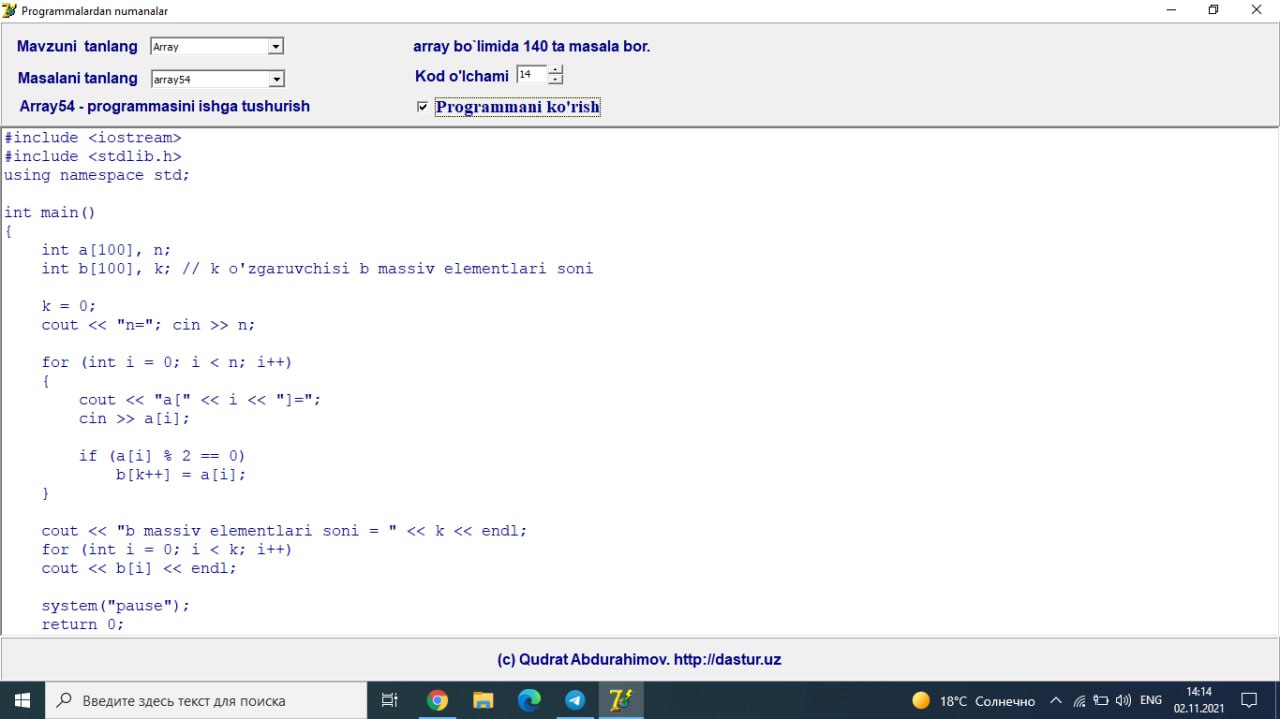 Programmalardan numanalar
Mavzuni tanlang Array array bo`limida 140 ta masala bor.
Masalani tanlang array54 Kod o'lchami 14
Array54 - programmasini ishga tushurish Programmani ko'rish
#include <iostream>
#include <stdlib.h>
using namespace std;
int main()
{
    int a[100], n;
    int b[100], k; // k o'zgaruvchisi b massiv elementlari soni
    k = 0;
    cout << "n="; cin >> n;
    for (int i = 0; i < n; i++)
    {
        cout << "a[" << i << "]=";
        cin >> a[i];
        if (a[i] % 2 == 0)
            b[k++] = a[i];
    }
    cout << "b massiv elementlari soni = " << k << endl;
    for (int i = 0; i < k; i++)
    cout << b[i] << endl;
    system("pause");
    return 0;
(c) Qudrat Abdurahimov. http://dastur.uz
Введите здесь текст для поиска 18°C Солнечно ENG 14:14
02.11.2021